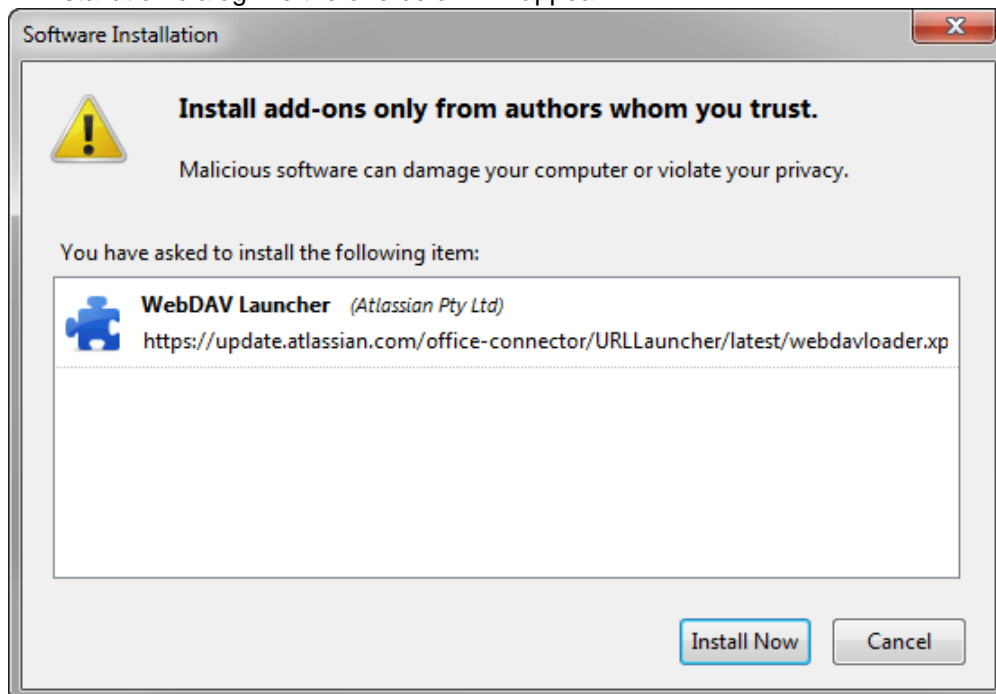 Software Installation
Install add-ons only from authors whom you trust.
Malicious software can damage your computer or violate your privacy.
You have asked to install the following item:
WebDAV Launcher (Atlassian Pty Ltd)
https://update.atlassian.com/office-connector/URLLauncher/latest/webdavloader.xp
Install Now Cancel